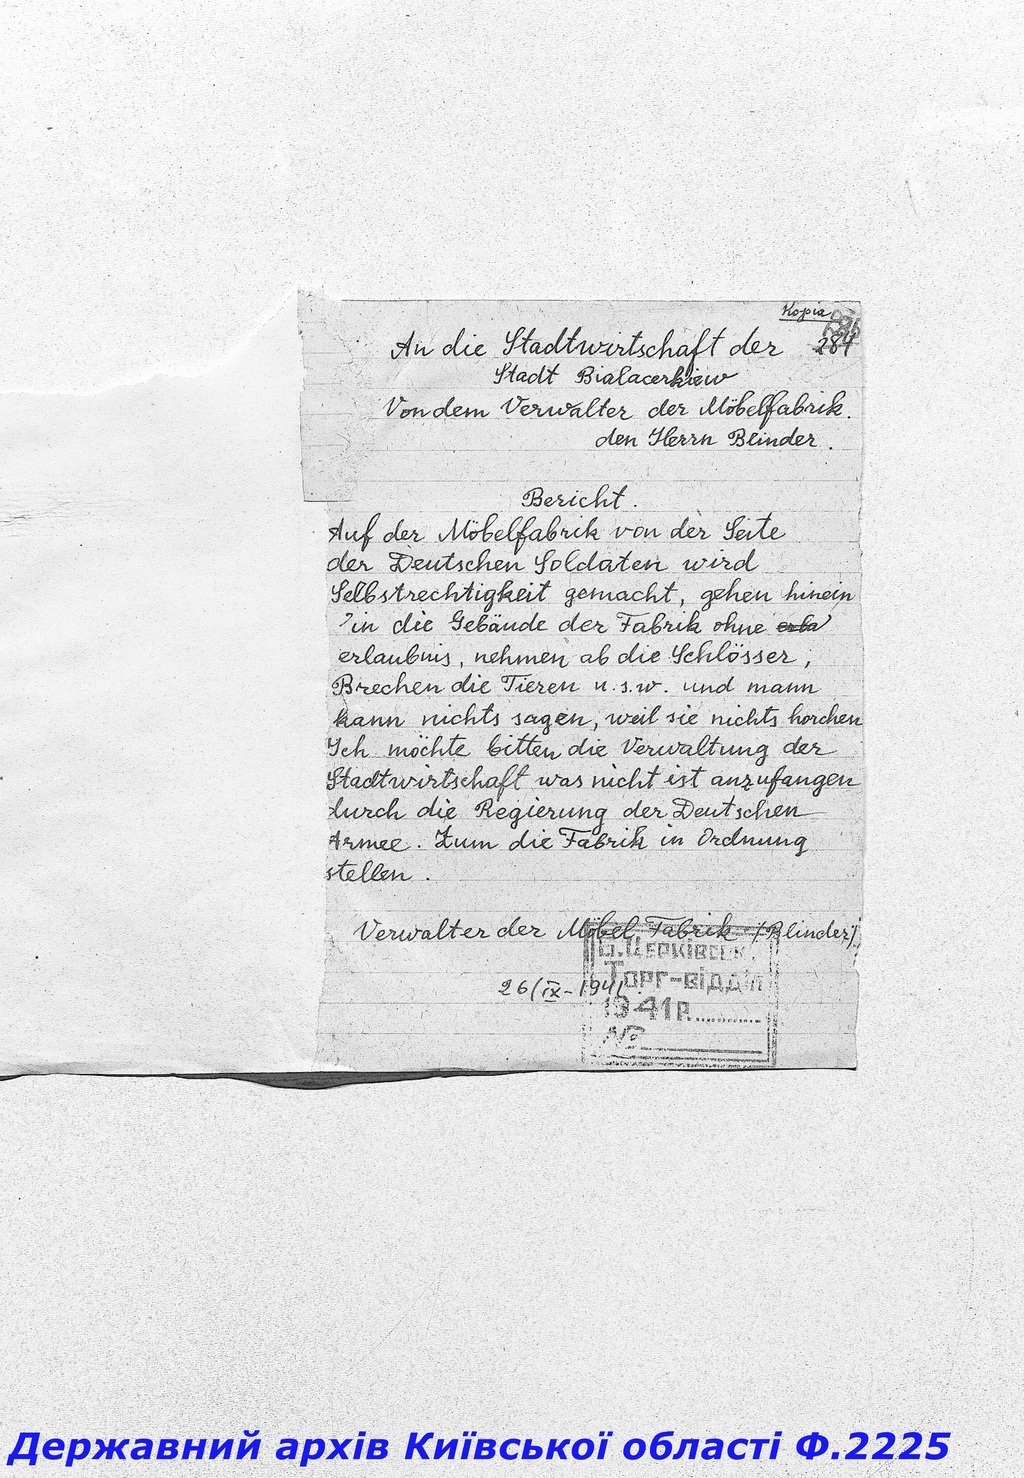 Kopia
284
An die Stadtwirtschaft der
Stadt Bialacerkiew
Von dem Verwalter der Möbelfabrik.
den Herrn Blinder.
Bericht.
Auf der Möbelfabrik von der Seite
der Deutschen Soldaten wird
Selbstrechtigkeit gemacht, gehen hinein
in die Gebäude der Fabrik ohne
erlaubnis, nehmen ab die Schlösser,
Brechen die Tieren u.s.w. und mann
kann nichts sagen, weil sie nichts horchen
Ich möchte bitten die Verwaltung der
Stadtwirtschaft was nicht ist anzufangen
durch die Regierung der Deutschen
Armee. Zum die Fabrik in Ordnung
stellen.
Verwalter der Möbel Fabrik /Blinder/
26/IX-1941
Б.Церківськ.
Торг-відділ
1941 р.
№
Державний архів Київської області Ф.2225